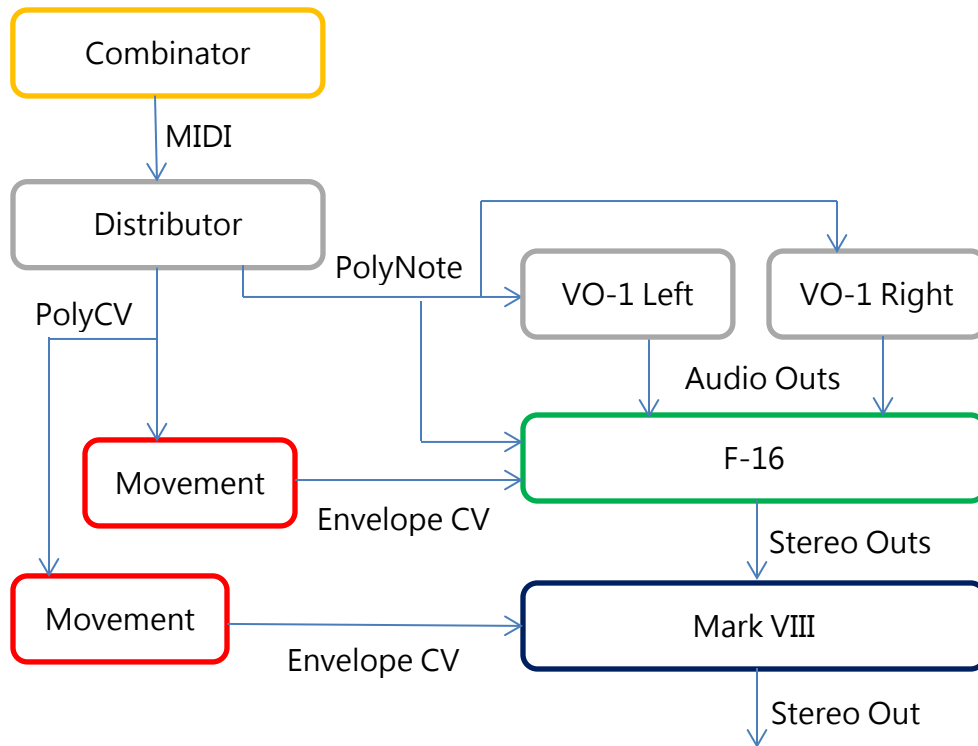 Combinator
MIDI
Distributor
PolyNote
VO-1 Left
VO-1 Right
PolyCV
Audio Outs
F-16
Movement
Envelope CV
Stereo Outs
Movement
Mark VIII
Envelope CV
Stereo Out